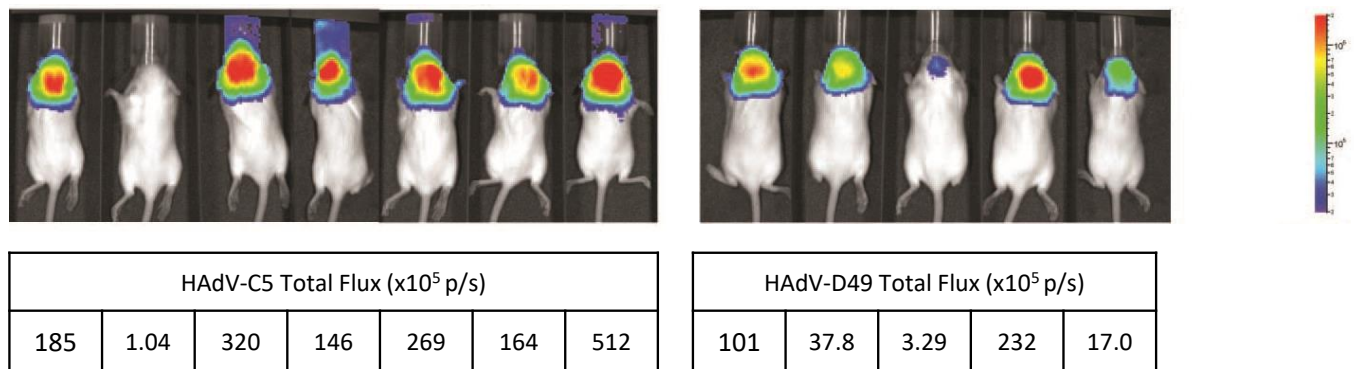 HAdV-C5 Total Flux (x10⁵ p/s)
185 1.04 320 146 269 164 512
HAdV-D49 Total Flux (x10⁵ p/s)
101 37.8 3.29 232 17.0